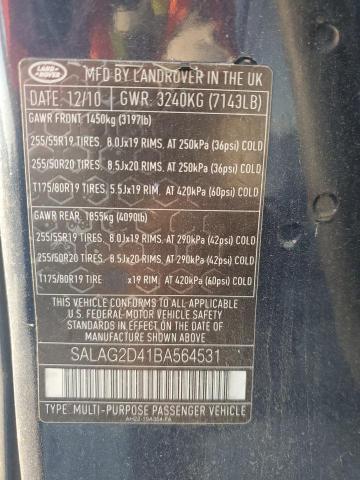 LAND ROVER
MFD BY LANDROVER IN THE UK
DATE: 12/10 GWR: 3240KG (7143LB)
GAWR FRONT: 1450kg (3197lb)
255/55R19 TIRES. 8.0Jx19 RIMS. AT 250kPa (36psi) COLD
255/50R20 TIRES. 8.5Jx20 RIMS. AT 250kPa (36psi) COLD
T175/80R19 TIRES. 5.5Jx19 RIM. AT 420kPa (60psi) COLD
GAWR REAR: 1855kg (4090lb)
255/55R19 TIRES. 8.0Jx19 RIMS. AT 290kPa (42psi) COLD
255/50R20 TIRES. 8.5Jx20 RIMS. AT 290kPa (42psi) COLD
T175/80R19 TIRE x19 RIM. AT 420kPa (60psi) COLD
THIS VEHICLE CONFORMS TO ALL APPLICABLE
U.S. FEDERAL MOTOR VEHICLE SAFETY
STANDARDS IN EFFECT ON THE DATE
OF MANUFACTURE SHOWN ABOVE
SALAG2D41BA564531
TYPE: MULTI-PURPOSE PASSENGER VEHICLE